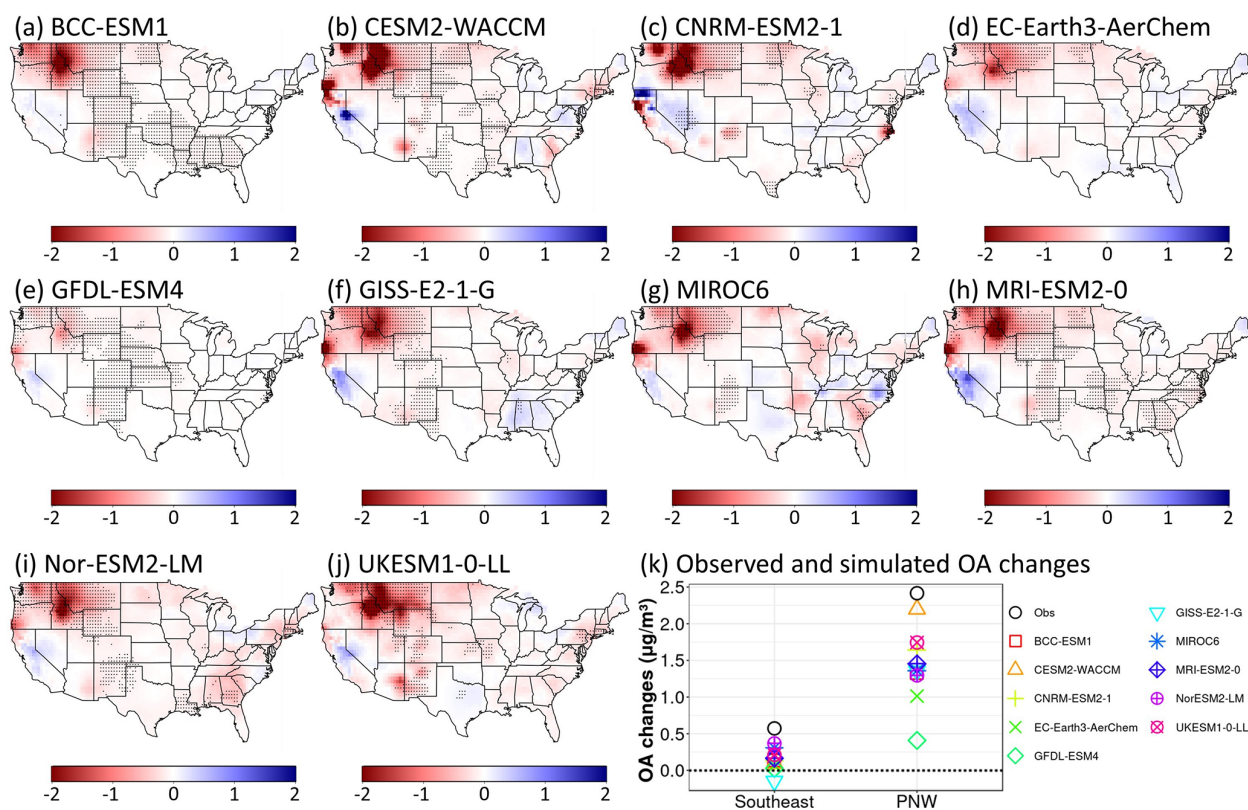 (a) BCC-ESM1
(b) CESM2-WACCM
(c) CNRM-ESM2-1
(d) EC-Earth3-AerChem
-2 -1 0 1 2
-2 -1 0 1 2
-2 -1 0 1 2
-2 -1 0 1 2
(e) GFDL-ESM4
(f) GISS-E2-1-G
(g) MIROC6
(h) MRI-ESM2-0
-2 -1 0 1 2
-2 -1 0 1 2
-2 -1 0 1 2
-2 -1 0 1 2
(i) Nor-ESM2-LM
(j) UKESM1-0-LL
-2 -1 0 1 2
-2 -1 0 1 2
(k) Observed and simulated OA changes
OA changes (μg/m³)
2.5
2.0
1.5
1.0
0.5
0.0
Southeast PNW
Obs
BCC-ESM1
CESM2-WACCM
CNRM-ESM2-1
EC-Earth3-AerChem
GFDL-ESM4
GISS-E2-1-G
MIROC6
MRI-ESM2-0
NorESM2-LM
UKESM1-0-LL